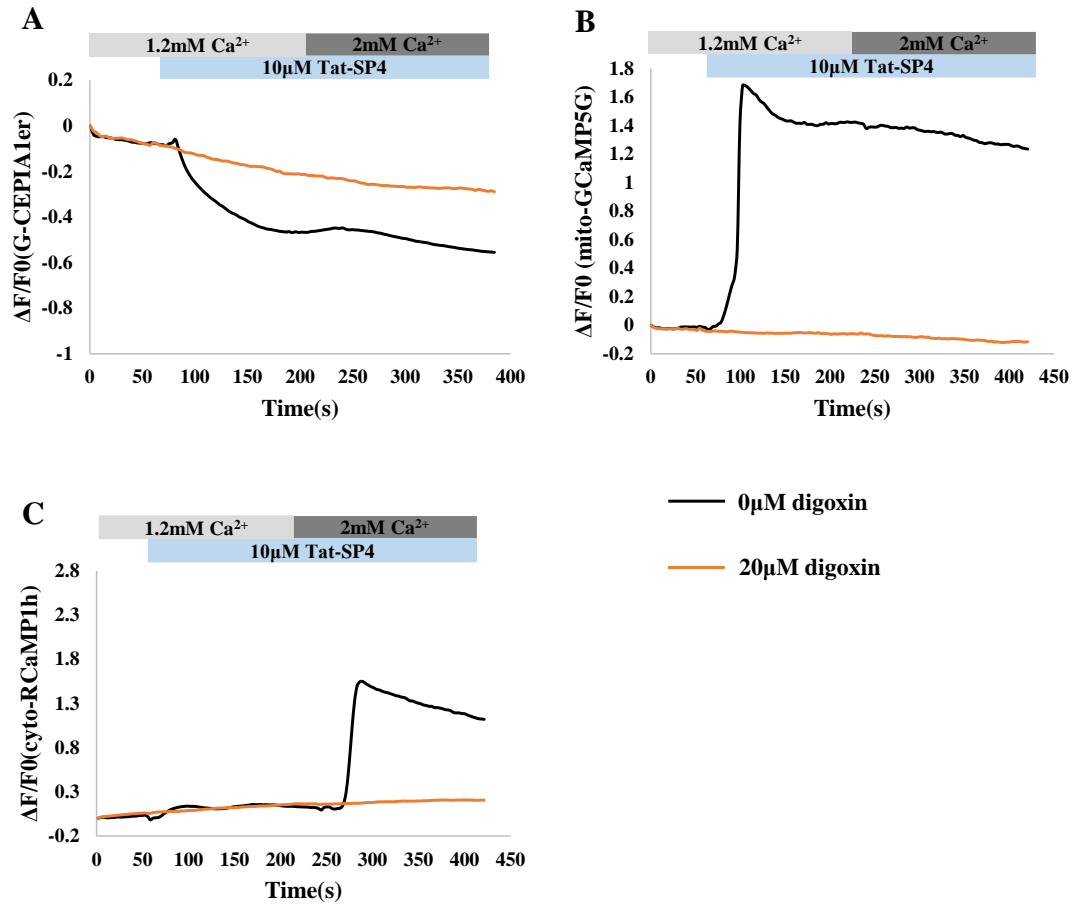 A
1.2mM Ca²⁺ 2mM Ca²⁺
10μM Tat-SP4
0.2
0
-0.2
-0.4
-0.6
-0.8
-1
0 50 100 150 200 250 300 350 400
Time(s)
ΔF/F0(G-CEPIA1er)
B
1.2mM Ca²⁺ 2mM Ca²⁺
10μM Tat-SP4
1.8
1.6
1.4
1.2
1
0.8
0.6
0.4
0.2
0
-0.2
0 50 100 150 200 250 300 350 400 450
Time(s)
ΔF/F0 (mito-GCaMP5G)
C
1.2mM Ca²⁺ 2mM Ca²⁺
10μM Tat-SP4
2.8
2.3
1.8
1.3
0.8
0.3
-0.2
0 50 100 150 200 250 300 350 400 450
Time(s)
ΔF/F0(cyto-RCaMP1h)
0μM digoxin
20μM digoxin